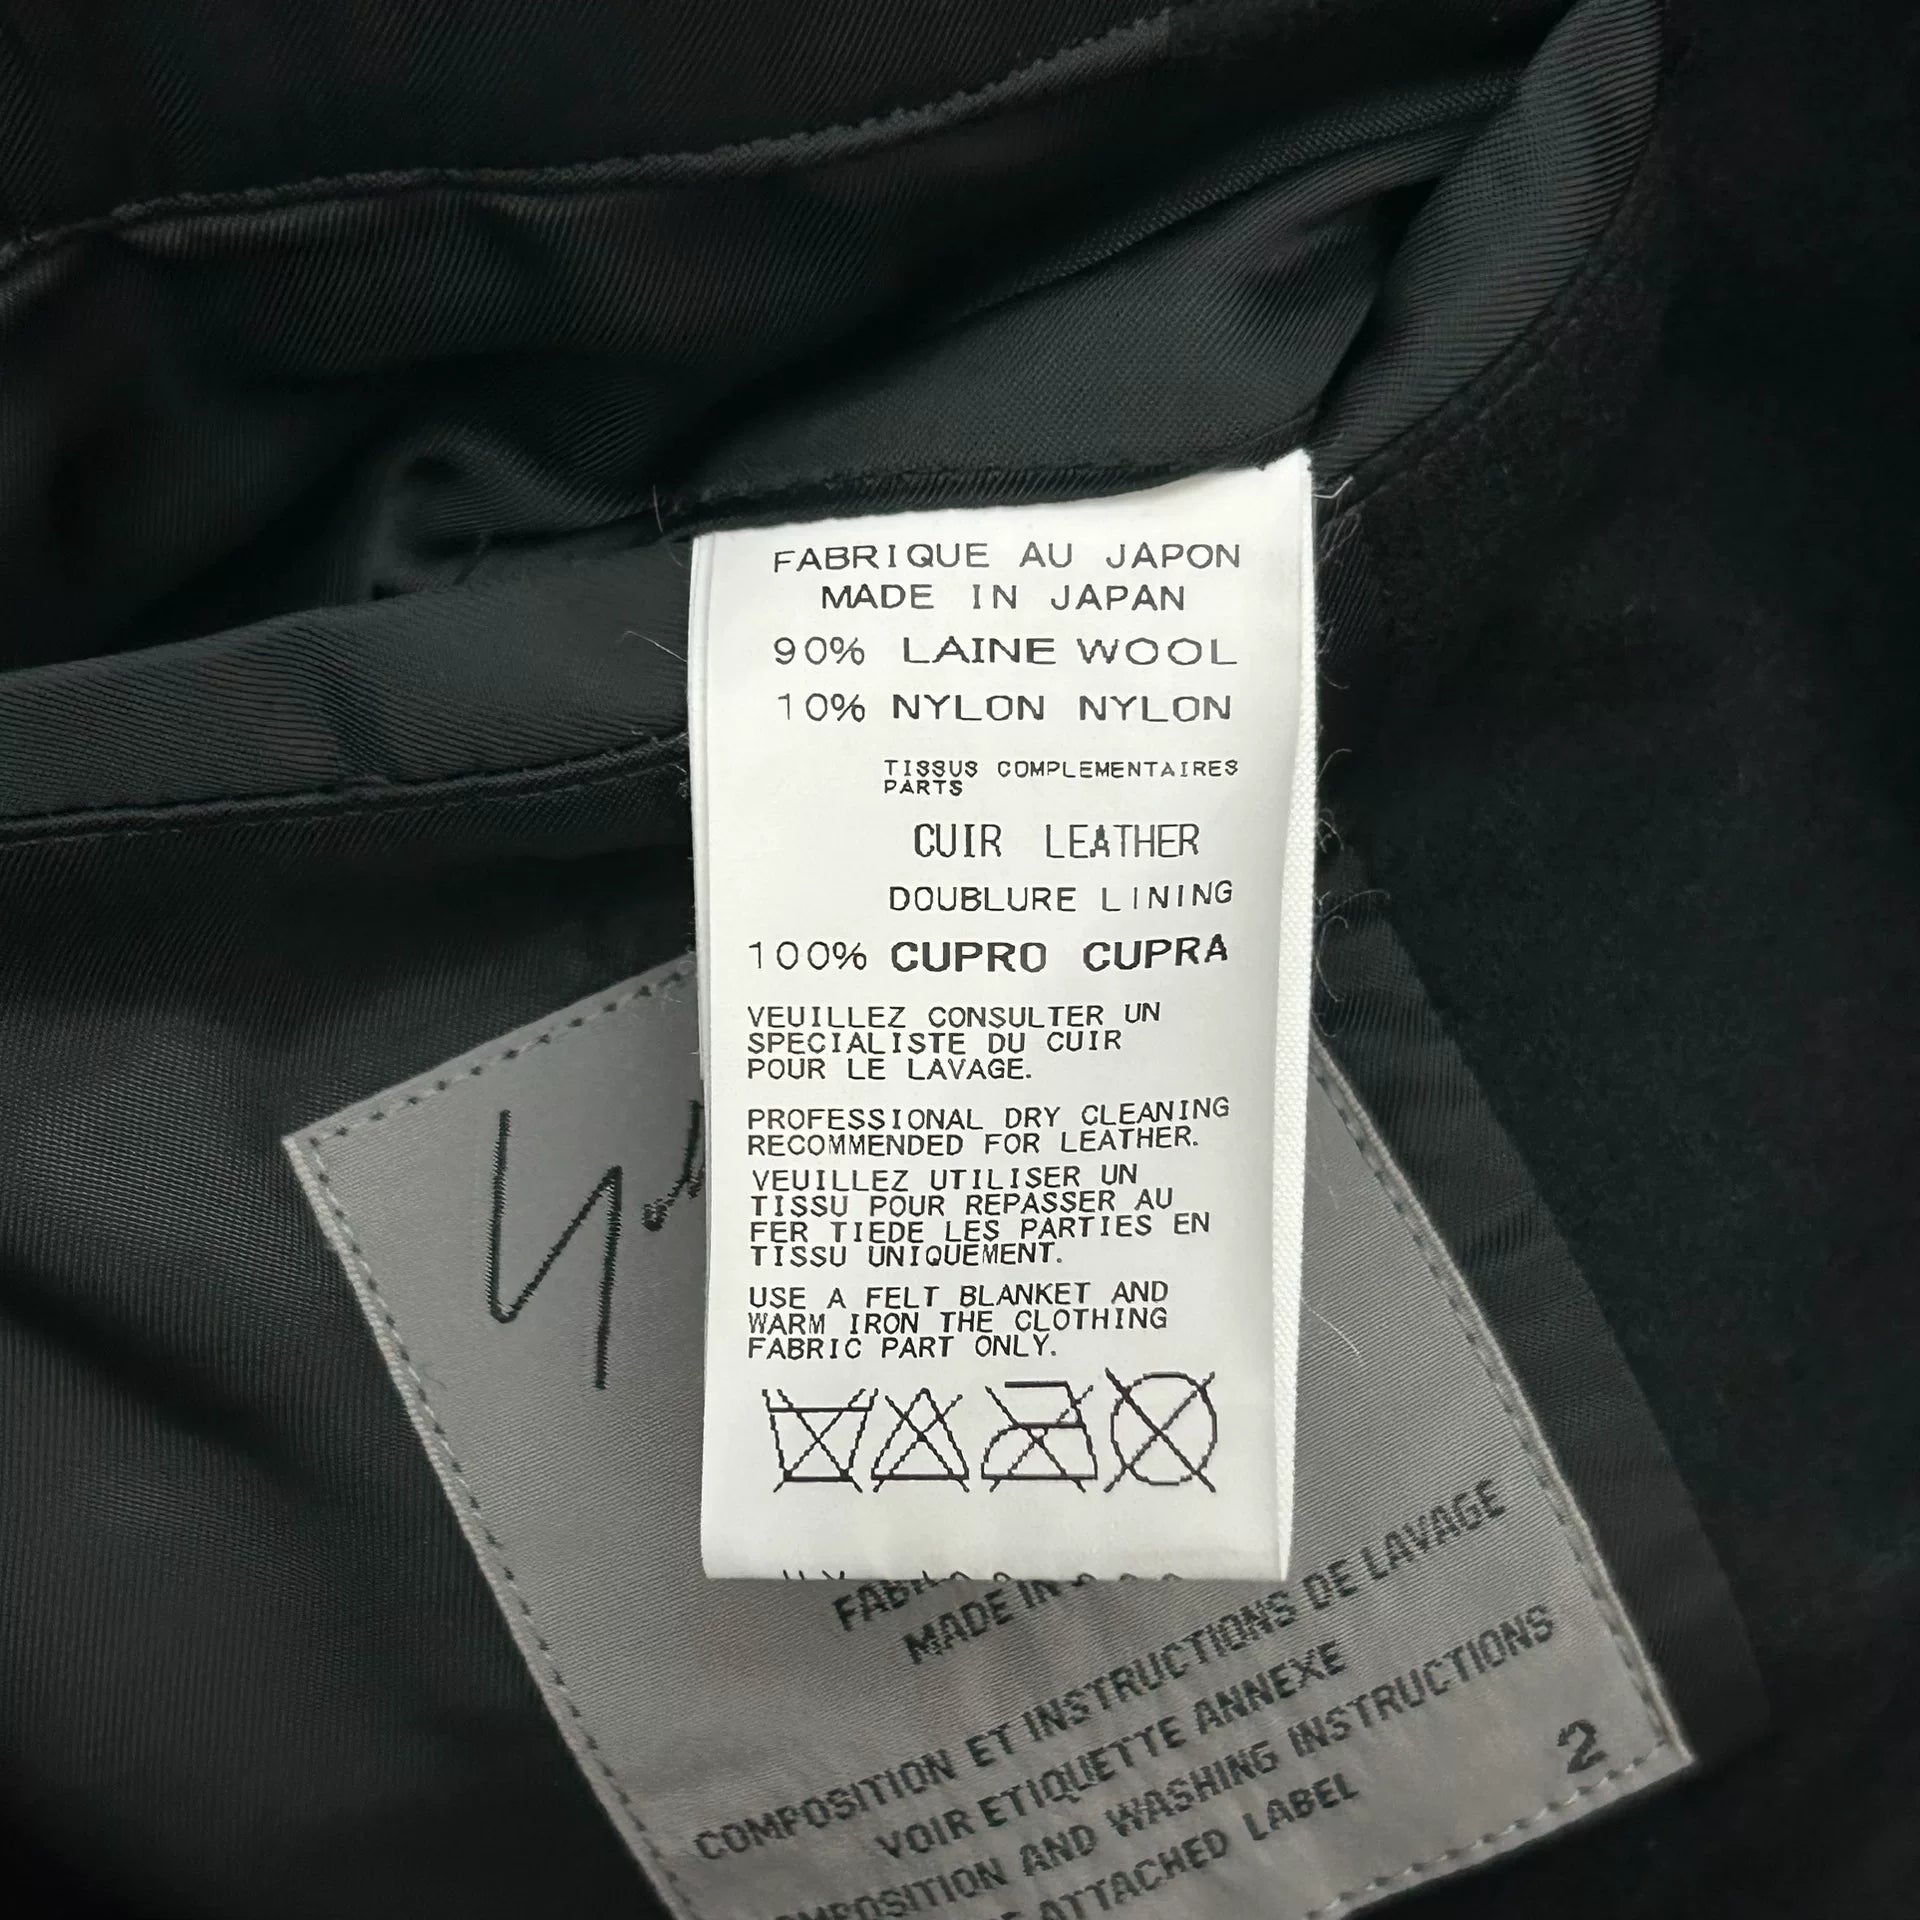 FABRIQUE AU JAPON
MADE IN JAPAN
90% LAINE WOOL
10% NYLON NYLON
TISSUS COMPLEMENTAIRES
PARTS
CUIR LEATHER
DOUBLURE LINING
100% CUPRO CUPRA
VEUILLEZ CONSULTER UN
SPECIALISTE DU CUIR
POUR LE LAVAGE.
PROFESSIONAL DRY CLEANING
RECOMMENDED FOR LEATHER.
VEUILLEZ UTILISER UN
TISSU POUR REPASSER AU
FER TIEDE LES PARTIES EN
TISSU UNIQUEMENT.
USE A FELT BLANKET AND
WARM IRON THE CLOTHING
FABRIC PART ONLY.
MADE IN
COMPOSITION ET INSTRUCTIONS DE LAVAGE
VOIR ETIQUETTE ANNEXE
AND WASHING INSTRUCTIONS
ATTACHED LABEL
2